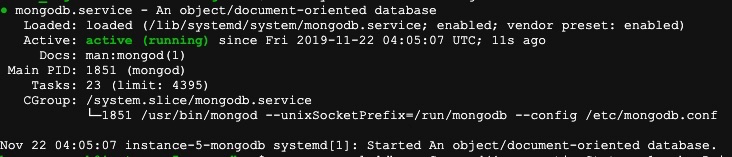 ● mongodb.service - An object/document-oriented database
Loaded: loaded (/lib/systemd/system/mongodb.service; enabled; vendor preset: enabled)
Active: active (running) since Fri 2019-11-22 04:05:07 UTC; 11s ago
Docs: man:mongod(1)
Main PID: 1851 (mongod)
Tasks: 23 (limit: 4395)
CGroup: /system.slice/mongodb.service
└─1851 /usr/bin/mongod --unixSocketPrefix=/run/mongodb --config /etc/mongodb.conf
Nov 22 04:05:07 instance-5-mongodb systemd[1]: Started An object/document-oriented database.